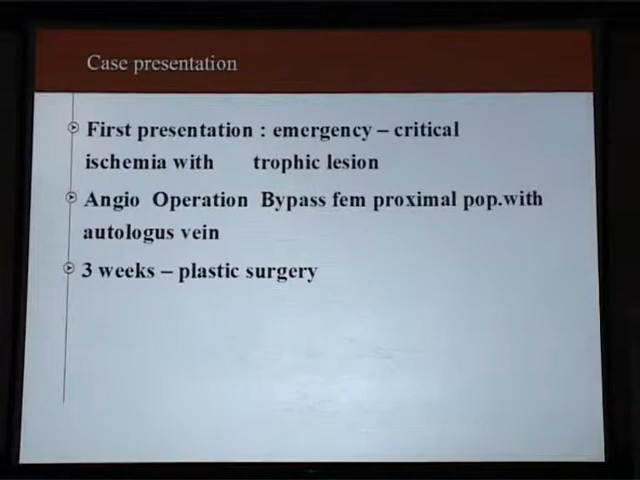 Case presentation
First presentation : emergency – critical
ischemia with trophic lesion
Angio Operation Bypass fem proximal pop.with
autologus vein
3 weeks – plastic surgery